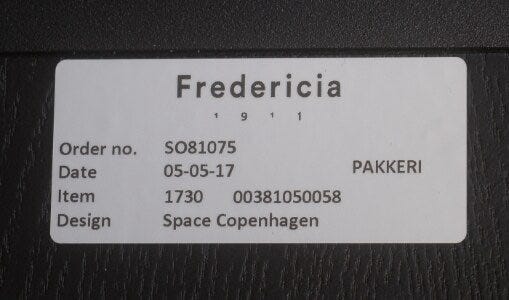 Fredericia
1 9 1 1
Order no. SO81075
Date 05-05-17 PAKKERI
Item 1730 00381050058
Design Space Copenhagen